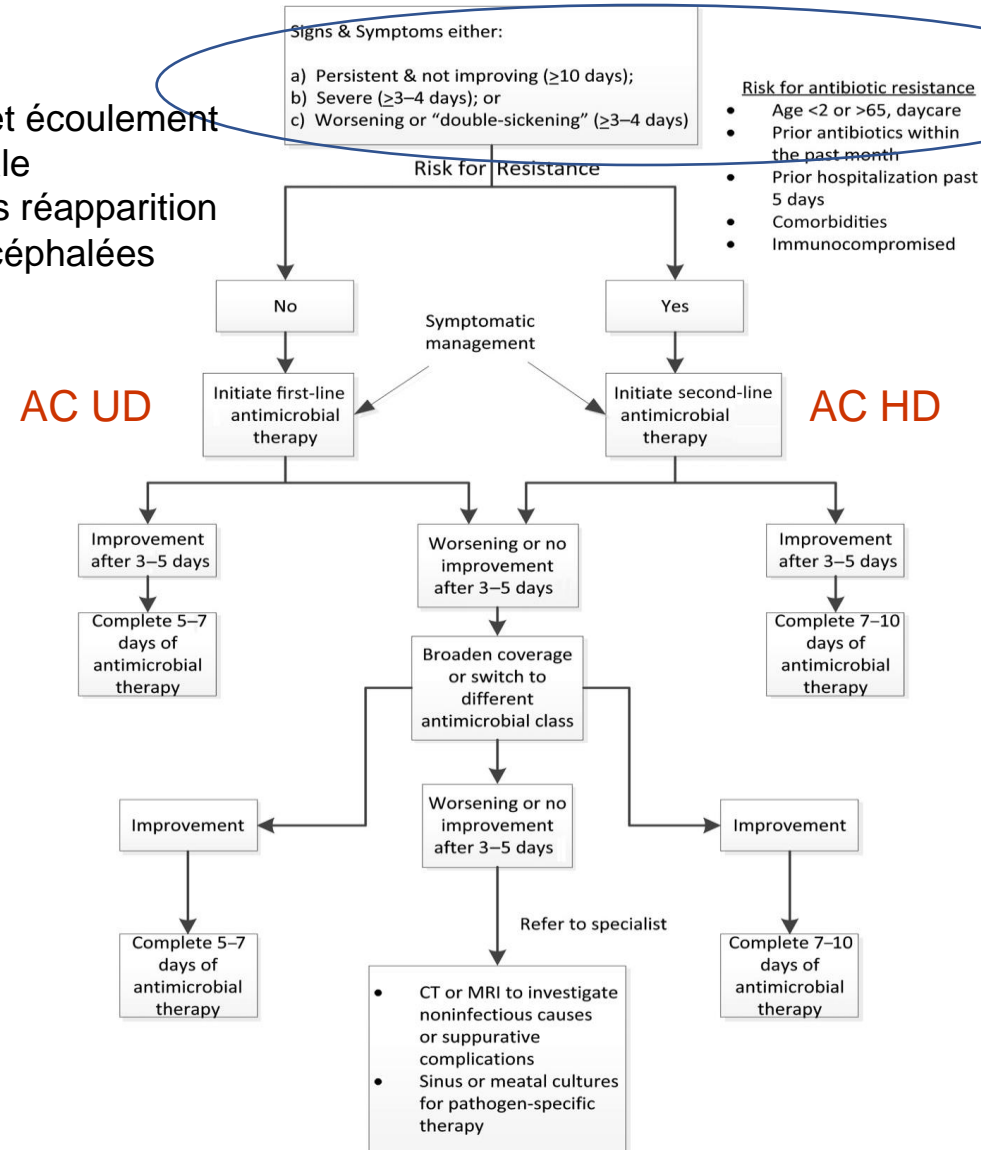 Signs & Symptoms either:
a) Persistent & not improving (≥10 days);
b) Severe (≥3–4 days); or
c) Worsening or “double-sickening” (≥3–4 days)
et écoulement
réapparition
céphalées
Risk for antibiotic resistance
• Age <2 or >65, daycare
• Prior antibiotics within
the past month
• Prior hospitalization past
5 days
• Comorbidities
• Immunocompromised
Risk for Resistance
No
Yes
Symptomatic
management
AC UD
Initiate first-line
antimicrobial
therapy
Initiate second-line
antimicrobial
therapy
AC HD
Improvement
after 3–5 days
Worsening or no
improvement
after 3–5 days
Improvement
after 3–5 days
Complete 5–7
days of
antimicrobial
therapy
Broaden coverage
or switch to
different
antimicrobial class
Complete 7–10
days of
antimicrobial
therapy
Improvement
Worsening or no
improvement
after 3–5 days
Improvement
Refer to specialist
Complete 5–7
days of
antimicrobial
therapy
• CT or MRI to investigate
noninfectious causes
or suppurative
complications
• Sinus or meatal cultures
for pathogen-specific
therapy
Complete 7–10
days of
antimicrobial
therapy